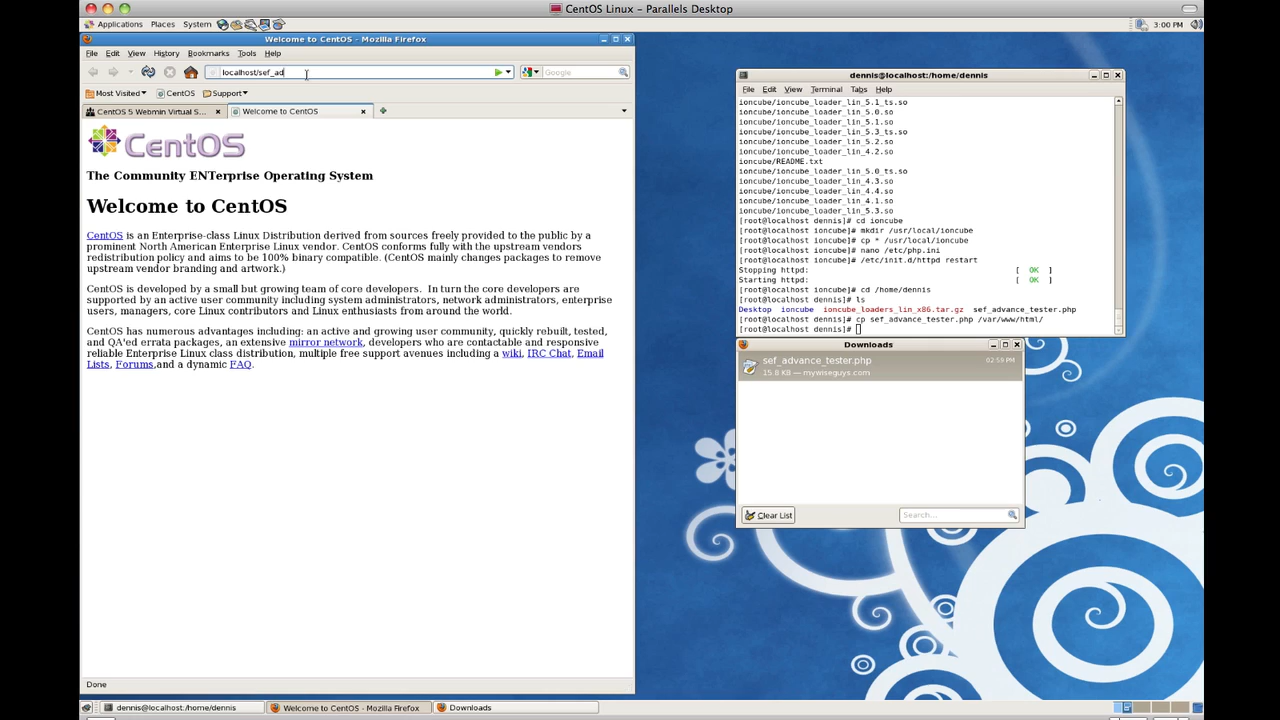 CentOS Linux – Parallels Desktop
Applications Places System
3:00 PM
Welcome to CentOS - Mozilla Firefox
File Edit View History Bookmarks Tools Help
localhost/sef_ad
Google
Most Visited CentOS Support
CentOS 5 Webmin Virtual S...
Welcome to CentOS
CentOS
The Community ENTerprise Operating System
Welcome to CentOS
CentOS is an Enterprise-class Linux Distribution derived from sources freely provided to the public by a
prominent North American Enterprise Linux vendor. CentOS conforms fully with the upstream vendors
redistribution policy and aims to be 100% binary compatible. (CentOS mainly changes packages to remove
upstream vendor branding and artwork.)
CentOS is developed by a small but growing team of core developers. In turn the core developers are
supported by an active user community including system administrators, network administrators, enterprise
users, managers, core Linux contributors and Linux enthusiasts from around the world.
CentOS has numerous advantages including: an active and growing user community, quickly rebuilt, tested,
and QA'ed errata packages, an extensive mirror network, developers who are contactable and responsive
reliable Enterprise Linux class distribution, multiple free support avenues including a wiki, IRC Chat, Email
Lists, Forums,and a dynamic FAQ.
Done
dennis@localhost:/home/dennis
File Edit View Terminal Tabs Help
ioncube/ioncube_loader_lin_5.1_ts.so
ioncube/ioncube_loader_lin_5.0.so
ioncube/ioncube_loader_lin_5.1.so
ioncube/ioncube_loader_lin_5.3_ts.so
ioncube/ioncube_loader_lin_5.2.so
ioncube/ioncube_loader_lin_4.2.so
ioncube/README.txt
ioncube/ioncube_loader_lin_5.0_ts.so
ioncube/ioncube_loader_lin_4.3.so
ioncube/ioncube_loader_lin_4.4.so
ioncube/ioncube_loader_lin_4.1.so
ioncube/ioncube_loader_lin_5.3.so
[root@localhost dennis]# cd ioncube
[root@localhost ioncube]# mkdir /usr/local/ioncube
[root@localhost ioncube]# cp * /usr/local/ioncube
[root@localhost ioncube]# nano /etc/php.ini
[root@localhost ioncube]# /etc/init.d/httpd restart
Stopping httpd: [ OK ]
Starting httpd: [ OK ]
[root@localhost ioncube]# cd /home/dennis
[root@localhost dennis]# ls
Desktop ioncube ioncube_loaders_lin_x86.tar.gz sef_advance_tester.php
[root@localhost dennis]# cp sef_advance_tester.php /var/www/html/
[root@localhost dennis]#
Downloads
sef_advance_tester.php 02:59 PM
15.8 KB — mywiseguys.com
Clear List Search...
dennis@localhost:/home/dennis Welcome to CentOS - Mozilla Firefox Downloads